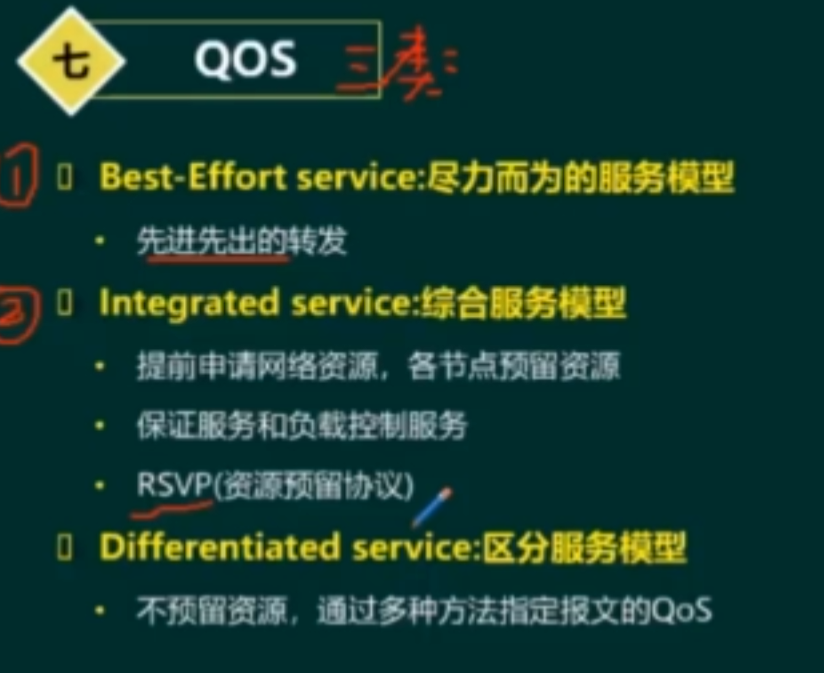 七 QOS 三类:
① Best-Effort service:尽力而为的服务模型
• 先进先出的转发
② Integrated service:综合服务模型
• 提前申请网络资源，各节点预留资源
• 保证服务和负载控制服务
• RSVP(资源预留协议)
Differentiated service:区分服务模型
• 不预留资源，通过多种方法指定报文的QoS